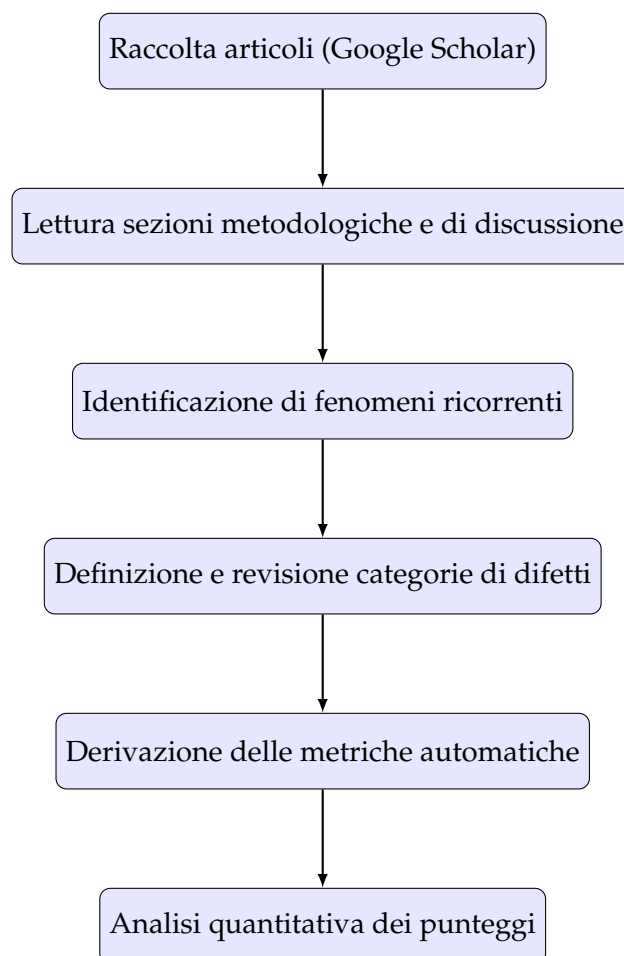 Raccolta articoli (Google Scholar)
Lettura sezioni metodologiche e di discussione
Identificazione di fenomeni ricorrenti
Definizione e revisione categorie di difetti
Derivazione delle metriche automatiche
Analisi quantitativa dei punteggi